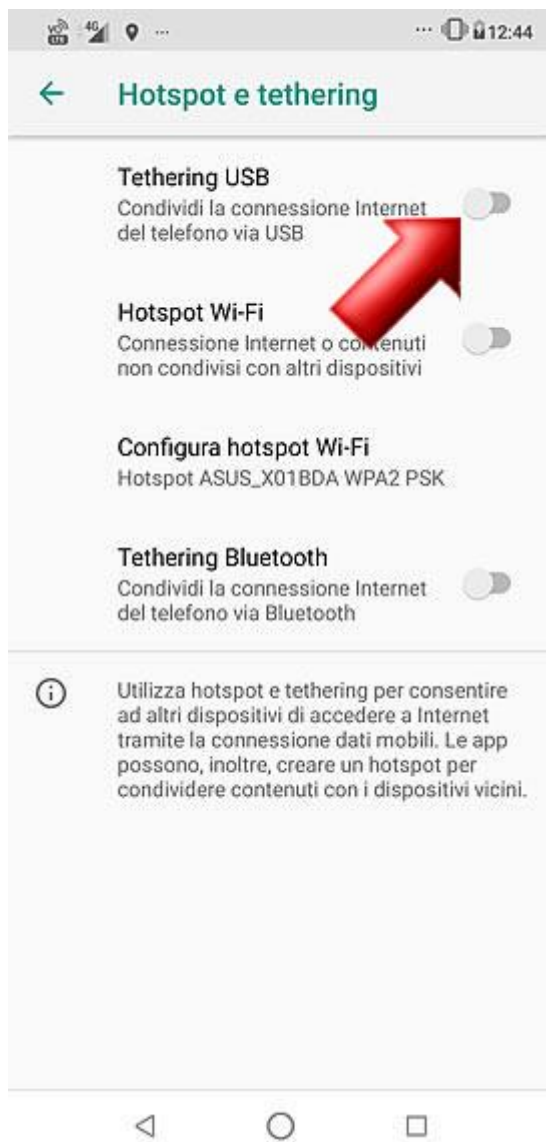 VoD LTE 4G 12:44
Hotspot e tethering
Tethering USB
Condividi la connessione Internet
del telefono via USB
Hotspot Wi-Fi
Connessione Internet o contenuti
non condivisi con altri dispositivi
Configura hotspot Wi-Fi
Hotspot ASUS_X01BDA WPA2 PSK
Tethering Bluetooth
Condividi la connessione Internet
del telefono via Bluetooth
Utilizza hotspot e tethering per consentire
ad altri dispositivi di accedere a Internet
tramite la connessione dati mobili. Le app
possono, inoltre, creare un hotspot per
condividere contenuti con i dispositivi vicini.